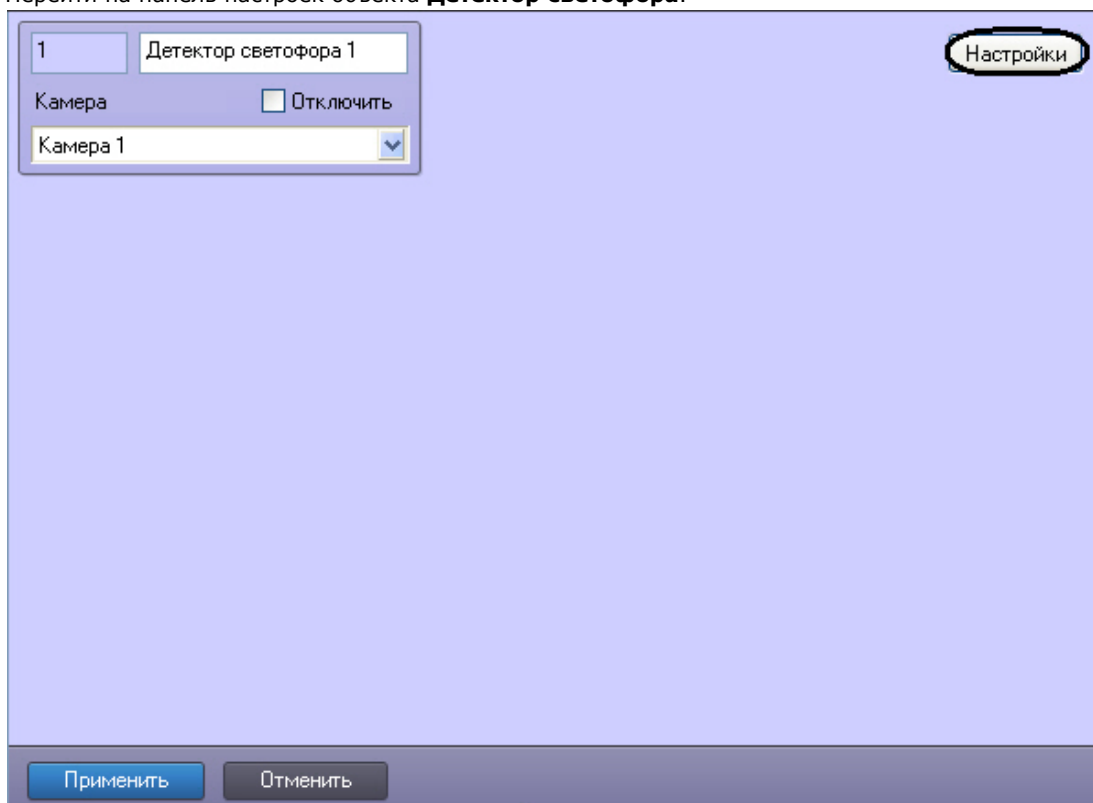 Перейти на панель настроек объекта Детектор светофора.
1
Детектор светофора 1
Настройки
Камера
Отключить
Камера 1
Применить
Отменить